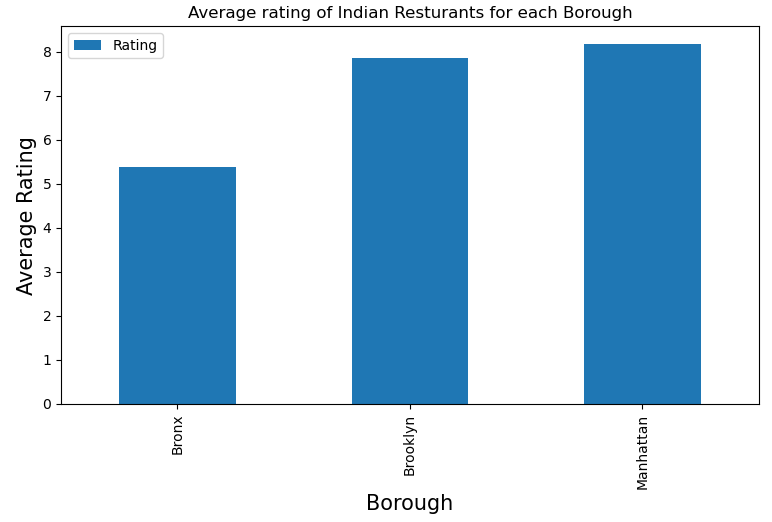 Average rating of Indian Resturants for each Borough
Rating
Average Rating
8
7
6
5
4
3
2
1
0
Bronx
Brooklyn
Manhattan
Borough